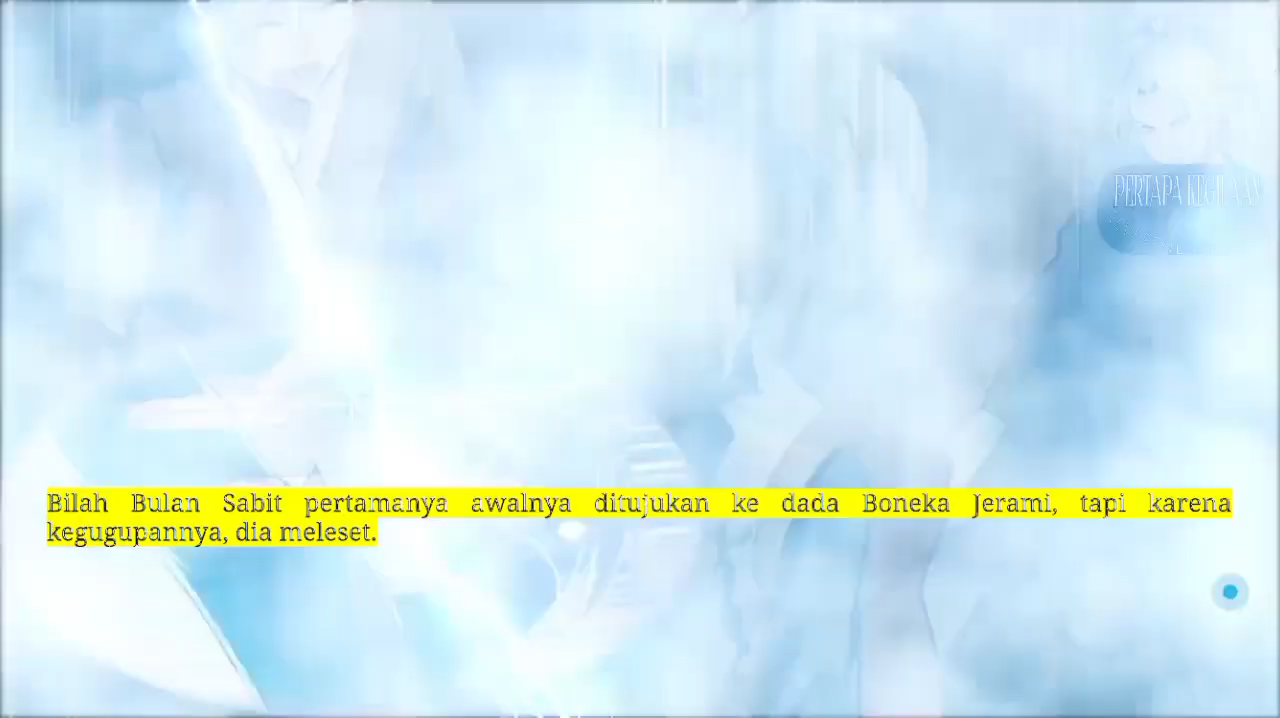 PERTAPA KEGILAAN
Bilah Bulan Sabit pertamanya awalnya ditujukan ke dada Boneka Jerami, tapi karena
kegugupannya, dia meleset.